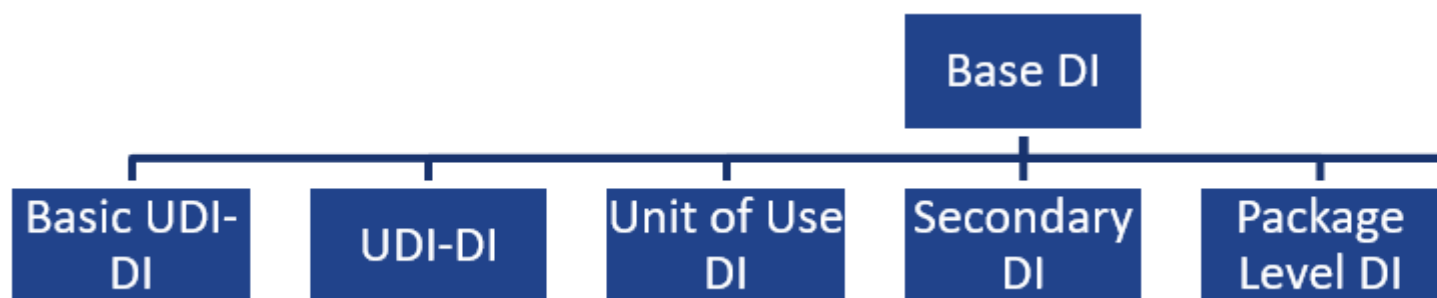 Base DI
Basic UDI-
DI
UDI-DI
Unit of Use
DI
Secondary
DI
Package
Level DI